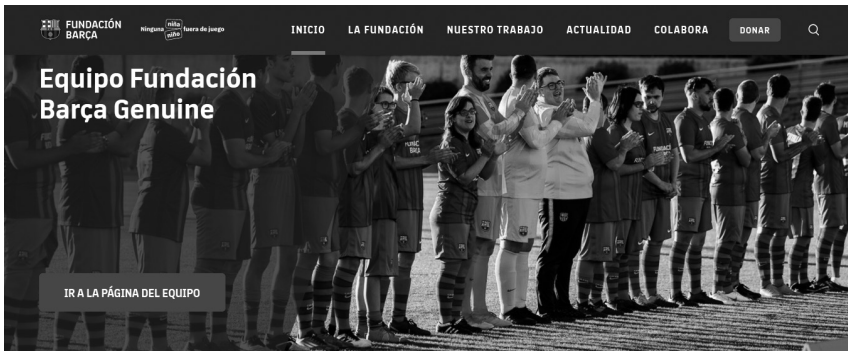 FUNDACIÓN
BARÇA
Ninguna niña
niño fuera de juego
INICIO
LA FUNDACIÓN
NUESTRO TRABAJO
ACTUALIDAD
COLABORA
DONAR
Equipo Fundación
Barça Genuine
IR A LA PÁGINA DEL EQUIPO